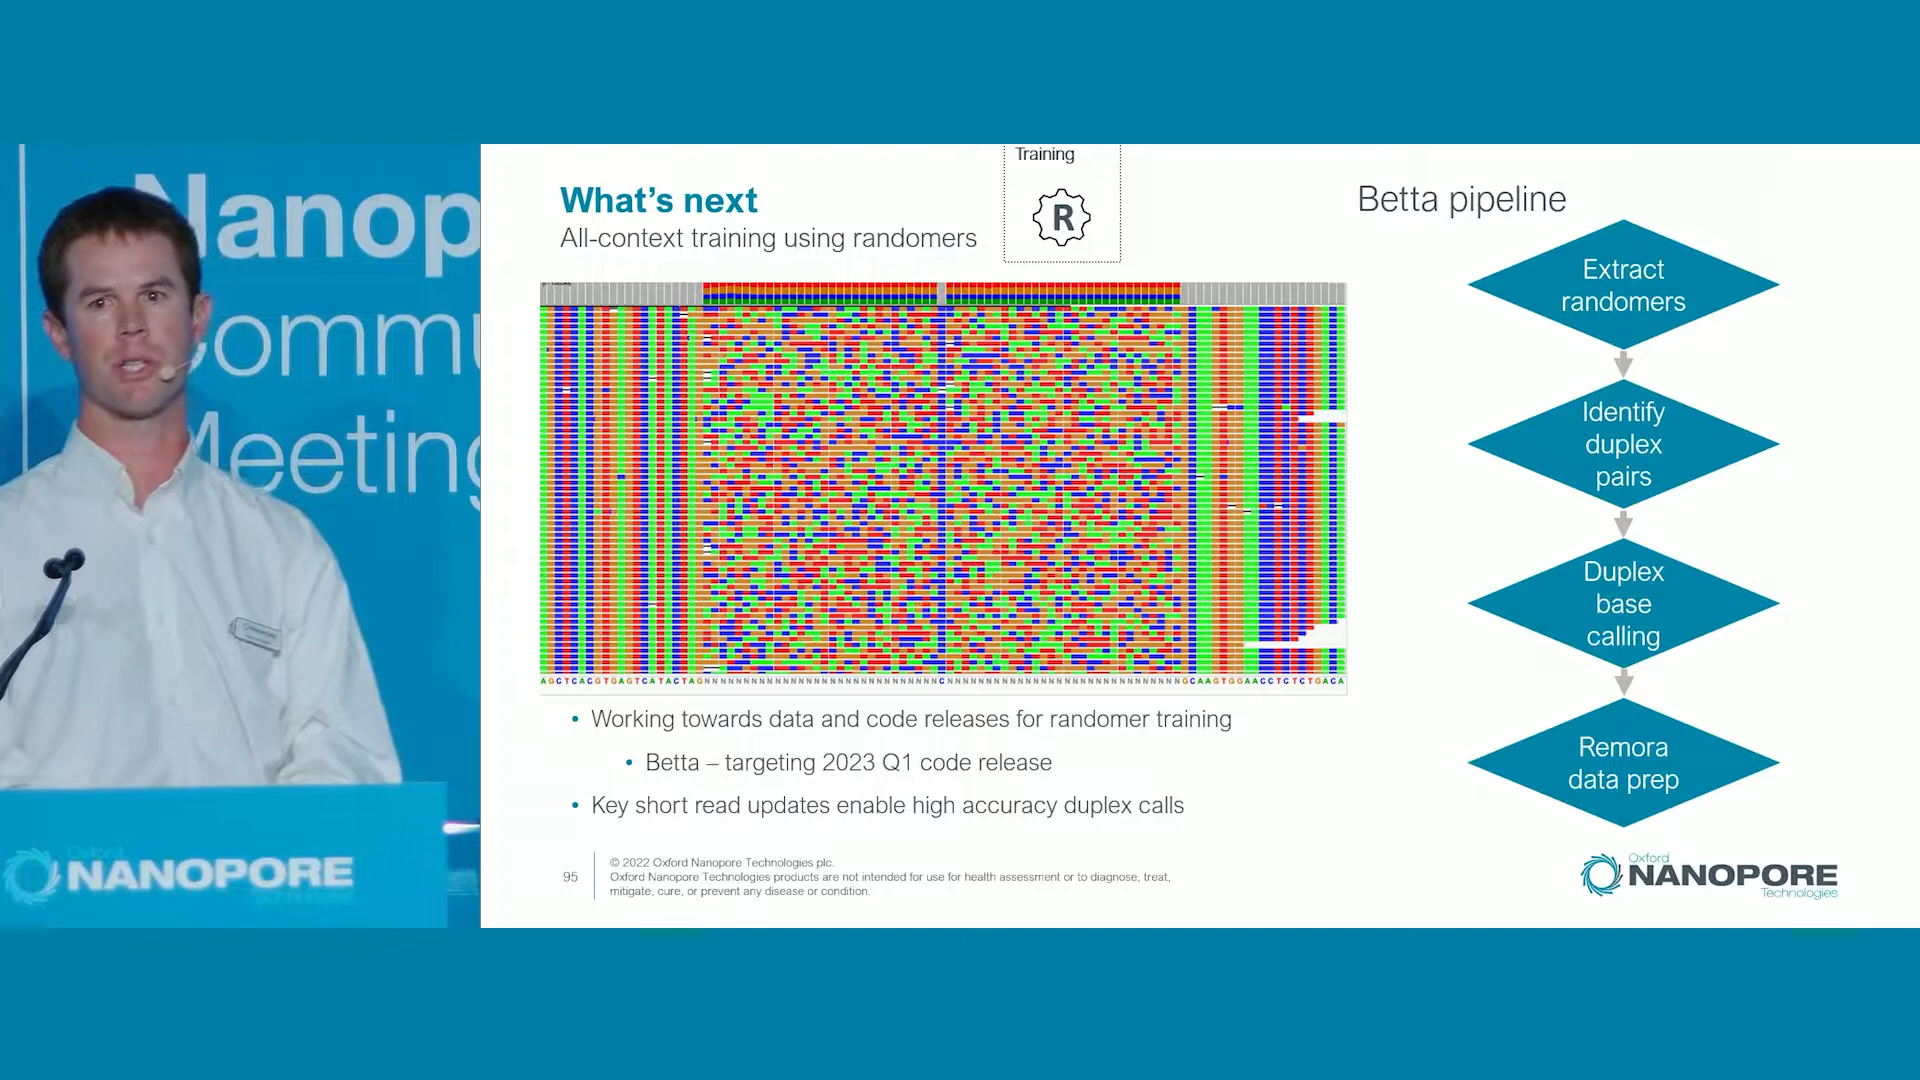 Nanop
Commu
Meeting
NANOPORE
Training
R
What's next
All-context training using randomers
Betta pipeline
Extract
randomers
Identify
duplex
pairs
Duplex
base
calling
Remora
data prep
AGCTCACGTGAGTCATACTAGNNNNNNNNNNNNNNNNNNNNNNNNNNNNNNCNNNNNNNNNNNNNNNNNNNNNNNNNNNNNNGCAAGTGGAACCTCTCTGACA
• Working towards data and code releases for randomer training
• Betta – targeting 2023 Q1 code release
• Key short read updates enable high accuracy duplex calls
95
© 2022 Oxford Nanopore Technologies plc.
Oxford Nanopore Technologies products are not intended for use for health assessment or to diagnose, treat,
mitigate, cure, or prevent any disease or condition.
Oxford
NANOPORE
Technologies